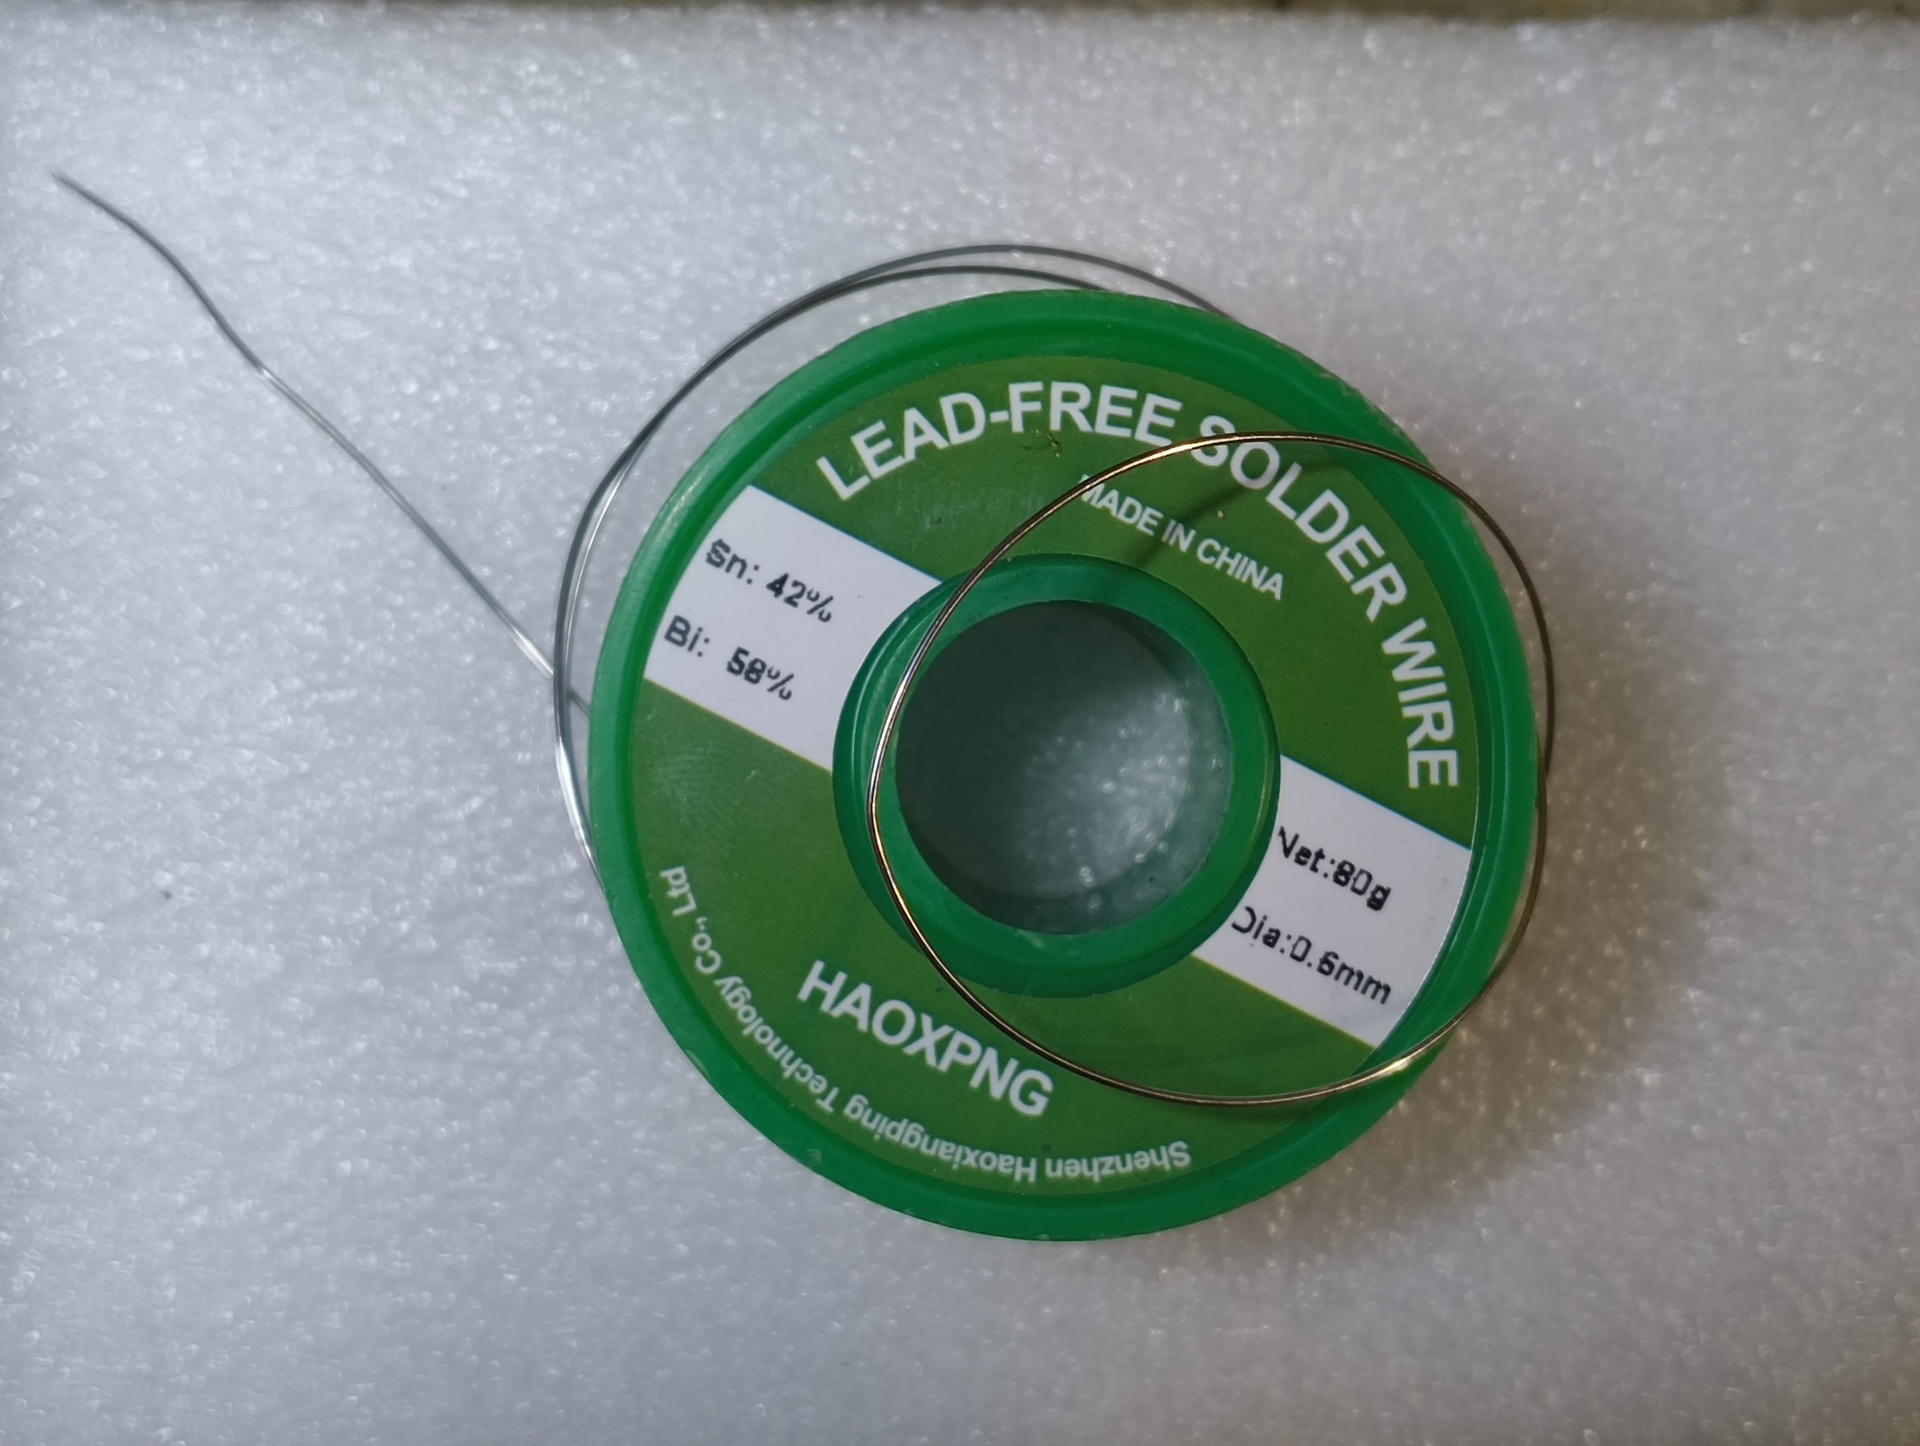 LEAD-FREE SOLDER WIRE
MADE IN CHINA
Sn: 42%
Bi: 58%
Net:80g
Dia:0.6mm
HAOXPNG
Shenzhen Haoxiangping Technology Co., Ltd